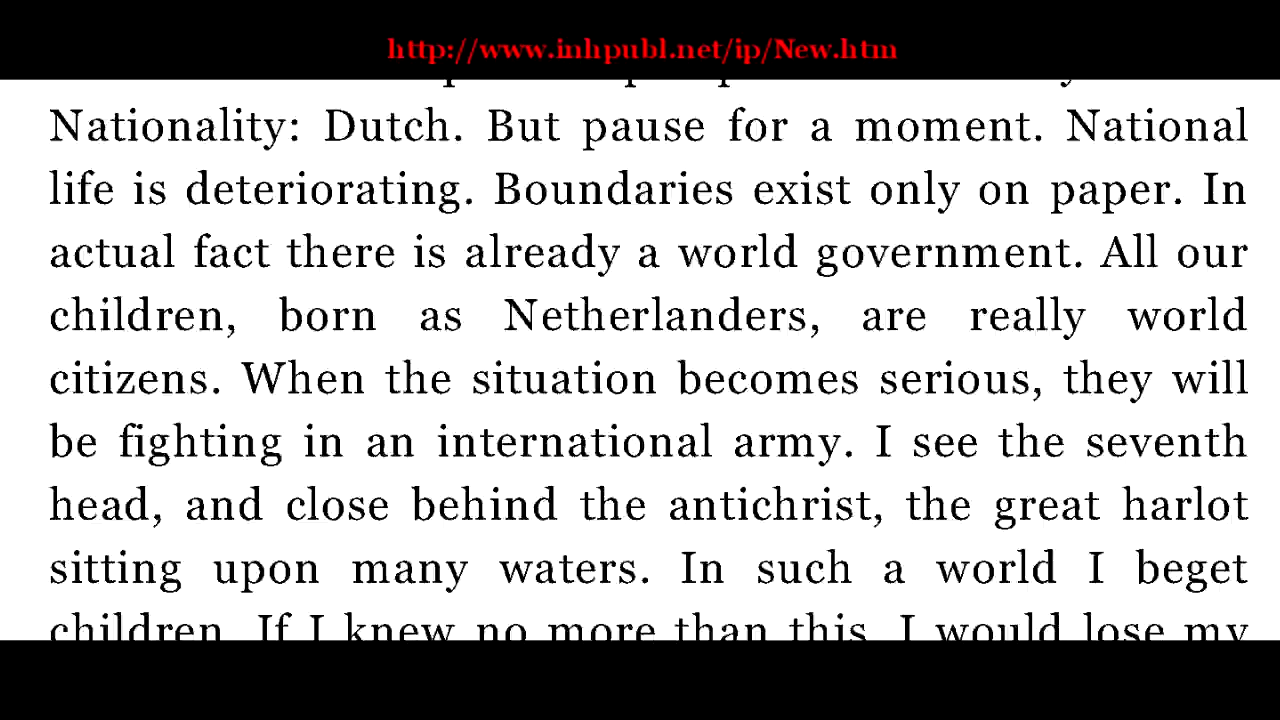 http://www.inhpubl.net/ip/New.htm
Nationality: Dutch. But pause for a moment. National
life is deteriorating. Boundaries exist only on paper. In
actual fact there is already a world government. All our
children, born as Netherlanders, are really world
citizens. When the situation becomes serious, they will
be fighting in an international army. I see the seventh
head, and close behind the antichrist, the great harlot
sitting upon many waters. In such a world I beget
children. If I knew no more than this, I would lose my